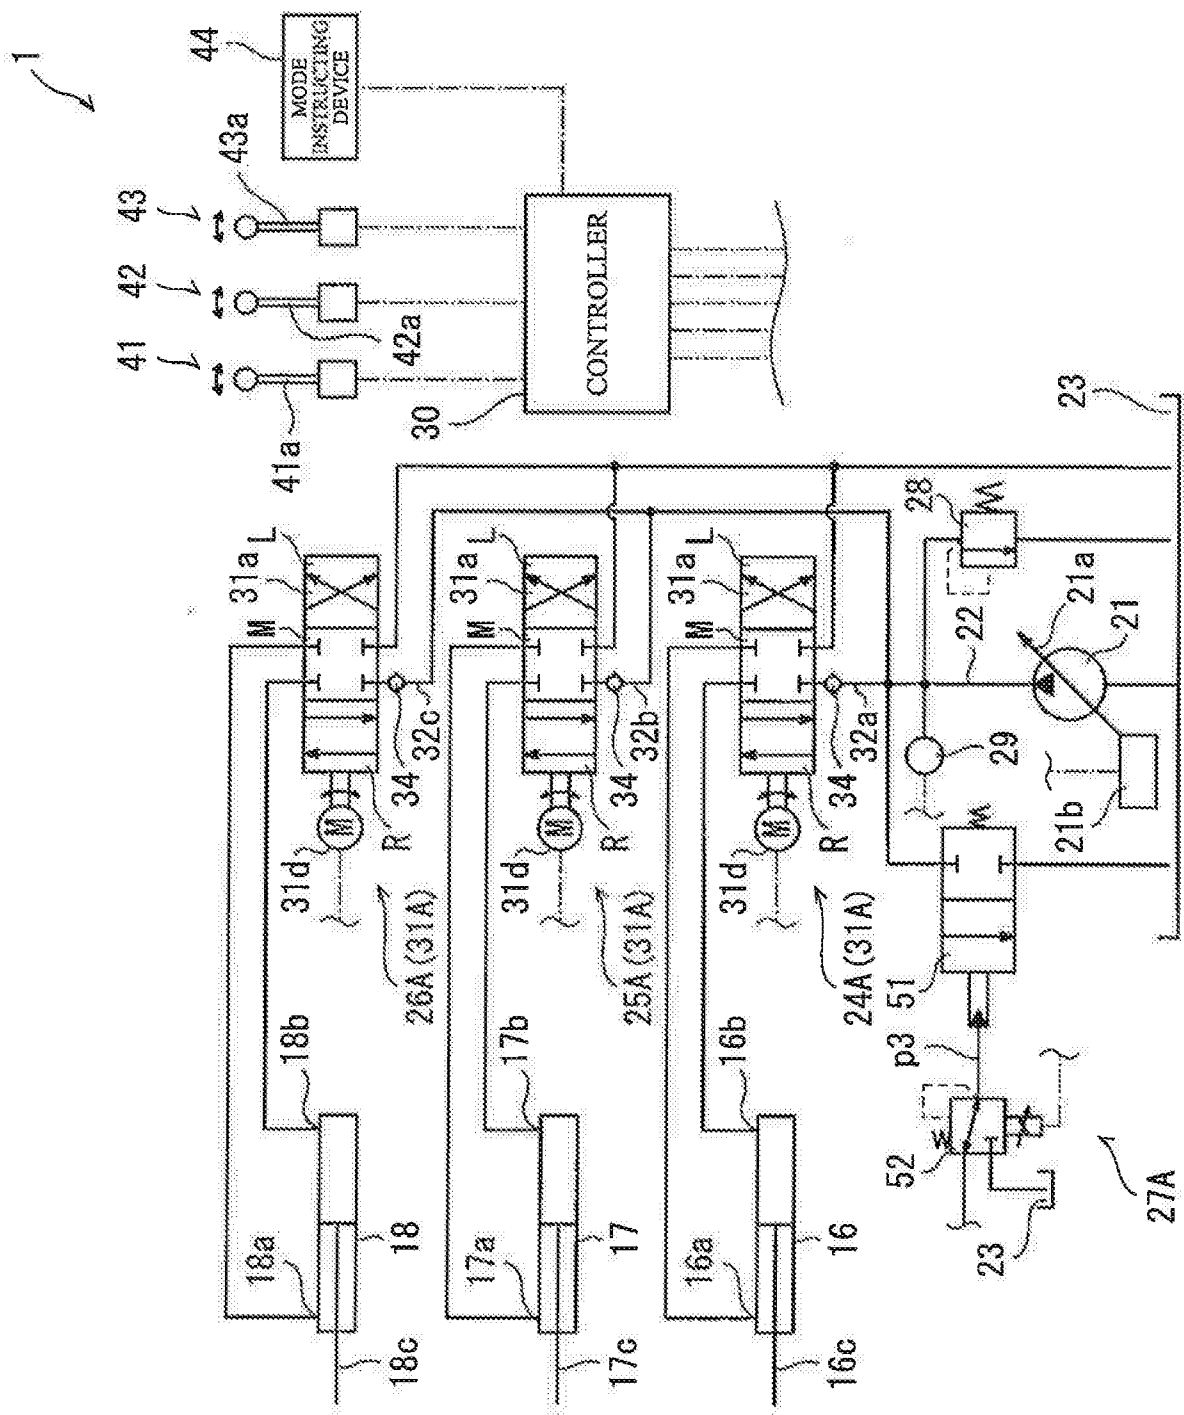 1
44
MODE
INSTRUCTING
DEVICE
43a
43
42
42a
41
41a
30
CONTROLLER
23
31a
L
M
31d
R
34
32c
26A(31A)
18b
18a
18
18c
31a
L
M
31d
R
34
32b
25A(31A)
17b
17a
17
17c
31a
L
M
31d
R
34
32a
24A(31A)
16b
16a
16
16c
M
M
M
28
22
21a
21
29
21b
51
p3
52
23
27A